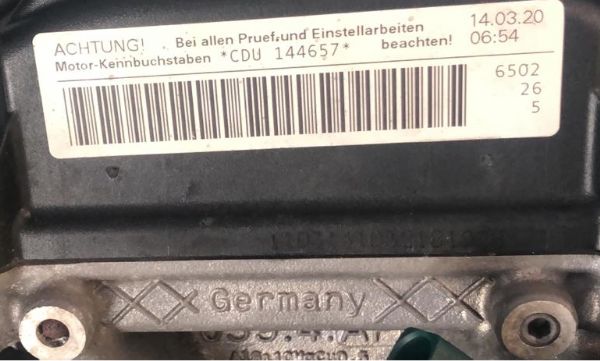 ACHTUNG! Bei allen Pruef.und Einstellarbeiten 14.03.20
Motor-Kennbuchstaben *CDU 144657* beachten! 06:54
6502
26
5
Germany